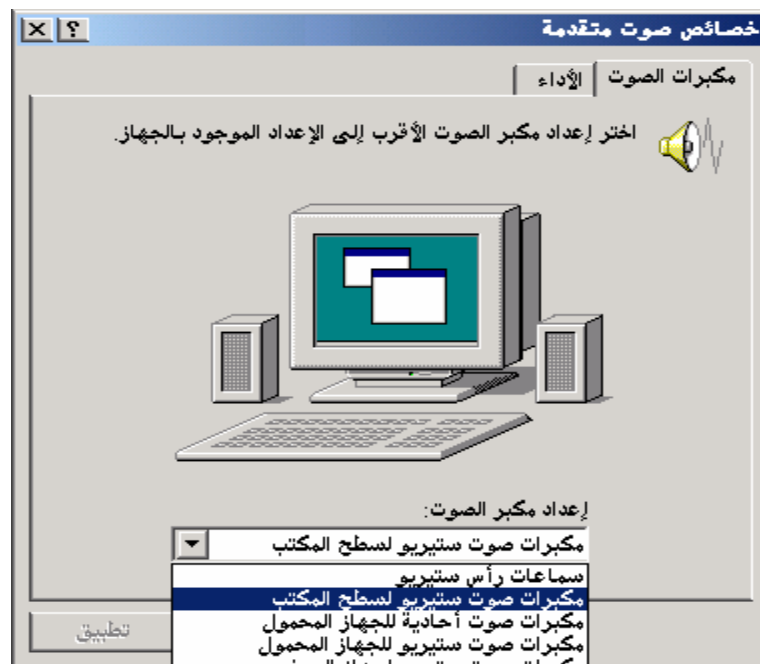 خصائص صوت متقدمة
مكبرات الصوت
الأداء
اختر إعداد مكبر الصوت الأقرب إلى الإعداد الموجود بالجهاز.
إعداد مكبر الصوت:
مكبرات صوت ستيريو لسطح المكتب
سماعات رأس ستيريو
مكبرات صوت ستيريو لسطح المكتب
مكبرات صوت أحادية للجهاز المحمول
مكبرات صوت ستيريو للجهاز المحمول
تطبيق